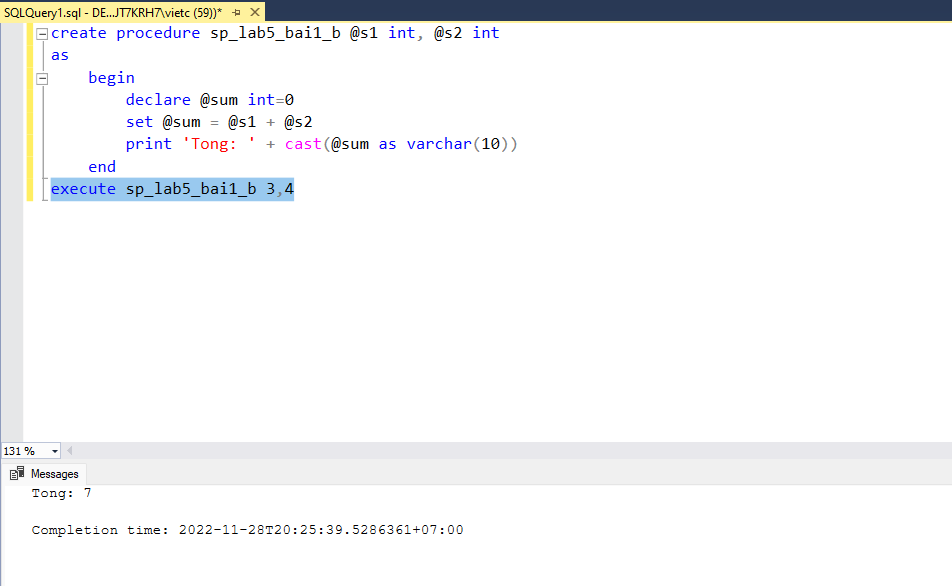 SQLQuery1.sql - DE...JT7KRH7\vietc (59))*
create procedure sp_lab5_bai1_b @s1 int, @s2 int
as
begin
declare @sum int=0
set @sum = @s1 + @s2
print 'Tong: ' + cast(@sum as varchar(10))
end
execute sp_lab5_bai1_b 3,4
131 %
Messages
Tong: 7
Completion time: 2022-11-28T20:25:39.5286361+07:00